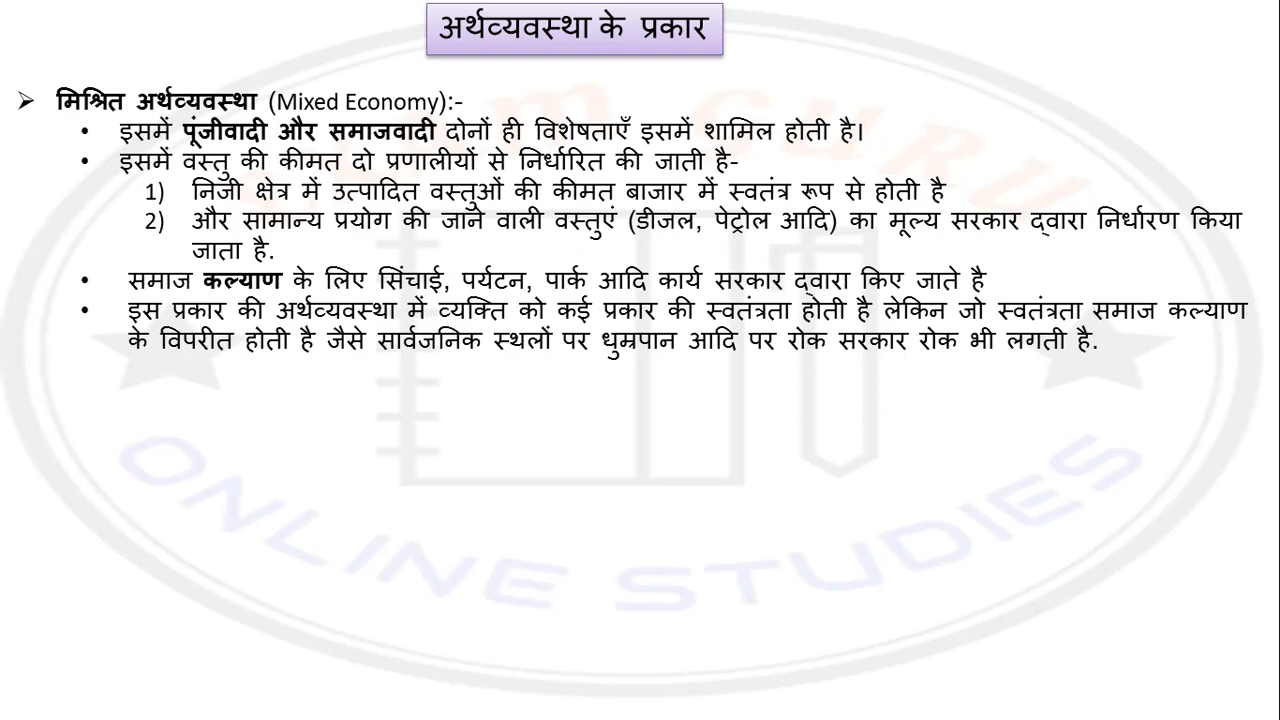 अर्थव्यवस्था के प्रकार
➢ मिश्रित अर्थव्यवस्था (Mixed Economy):-
• इसमें पूंजीवादी और समाजवादी दोनों ही विशेषताएँ इसमें शामिल होती है।
• इसमें वस्तु की कीमत दो प्रणालीयों से निर्धारित की जाती है-
1) निजी क्षेत्र में उत्पादित वस्तुओं की कीमत बाजार में स्वतंत्र रूप से होती है
2) और सामान्य प्रयोग की जाने वाली वस्तुएं (डीजल, पेट्रोल आदि) का मूल्य सरकार द्वारा निर्धारण किया
जाता है.
• समाज कल्याण के लिए सिंचाई, पर्यटन, पार्क आदि कार्य सरकार द्वारा किए जाते है
• इस प्रकार की अर्थव्यवस्था में व्यक्ति को कई प्रकार की स्वतंत्रता होती है लेकिन जो स्वतंत्रता समाज कल्याण
के विपरीत होती है जैसे सार्वजनिक स्थलों पर धुम्रपान आदि पर रोक सरकार रोक भी लगती है.
ONLINE STUDIES